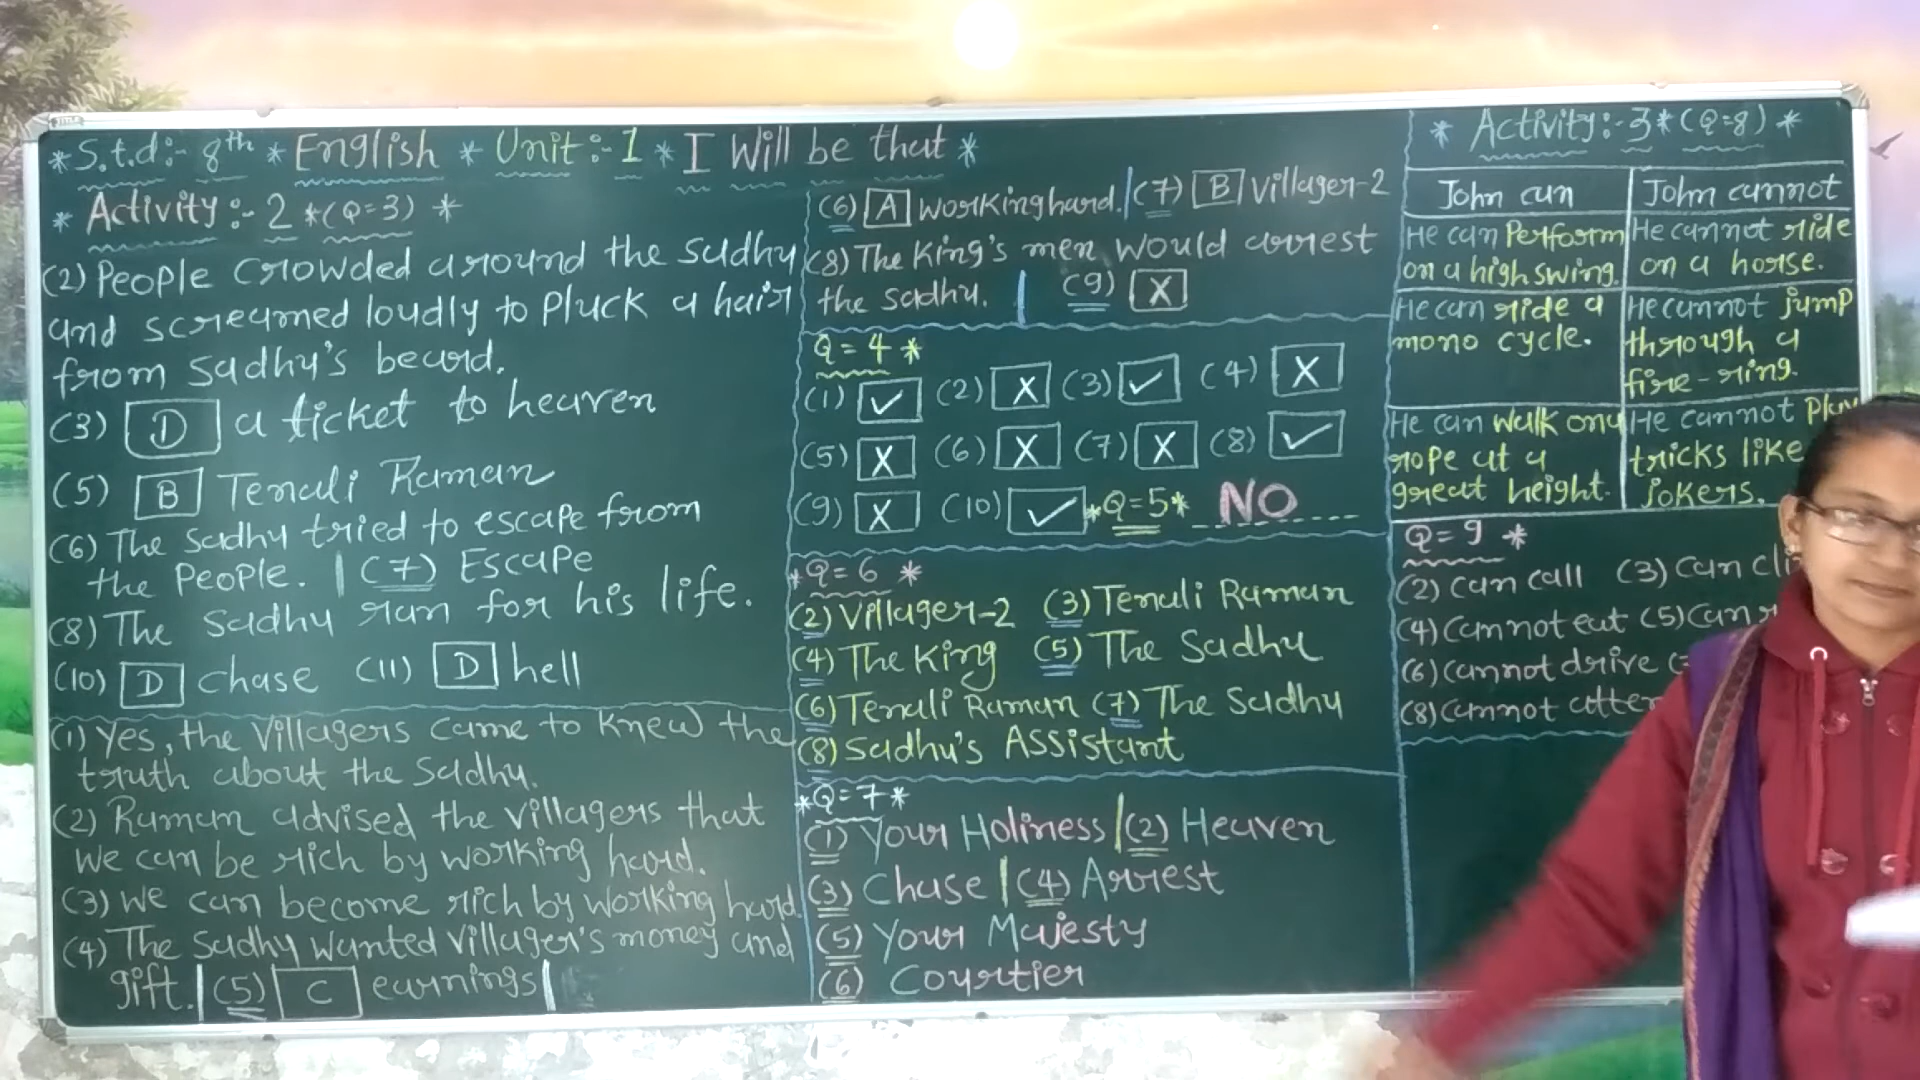 *S.t.d:- 8th * English * Unit:-1 * I Will be that *
* Activity:- 2 *(Q=3) *
(2) People crowded around the sadhu
and screamed loudly to pluck a hair
from sadhu's beard.
(3) D a ticket to heaven
(5) B Tenali Raman
(6) The sadhu tried to escape from
the people. | (7) Escape
(8) The sadhu ran for his life.
(10) D chase (11) D hell
(1) Yes, the villagers came to knew the
truth about the sadhu.
(2) Raman advised the villagers that
we can be rich by working hard.
(3) We can become rich by working hard.
(4) The sadhu wanted villager's money and
gift. | (5) C earnings |
(6) A working hard. | (7) B Villager-2
(8) The King's men would arrest
the sadhu. | (9) X
Q=4*
(1) ✓ (2) X (3) ✓ (4) X
(5) X (6) X (7) X (8) ✓
(9) X (10) ✓ *Q=5* NO
*Q=6 *
(2) Villager-2 (3) Tenali Raman
(4) The King (5) The Sadhu
(6) Tenali Raman (7) The Sadhu
(8) Sadhu's Assistant
*Q=7*
(1) Your Holiness | (2) Heaven
(3) Chase | (4) Arrest
(5) Your Majesty
(6) Coyrtier
* Activity:-3*(Q=8) *
John can John cannot
He can Perform
on a high swing.
He cannot ride
on a horse.
He can ride a
mono cycle.
He cannot jump
through a
fire-ring.
He can walk on a
rope at a
great height.
He cannot play
tricks like
jokers.
Q=9 *
(2) can call (3) can cli
(4) cannot eat (5) can
(6) cannot drive
(8) cannot atten